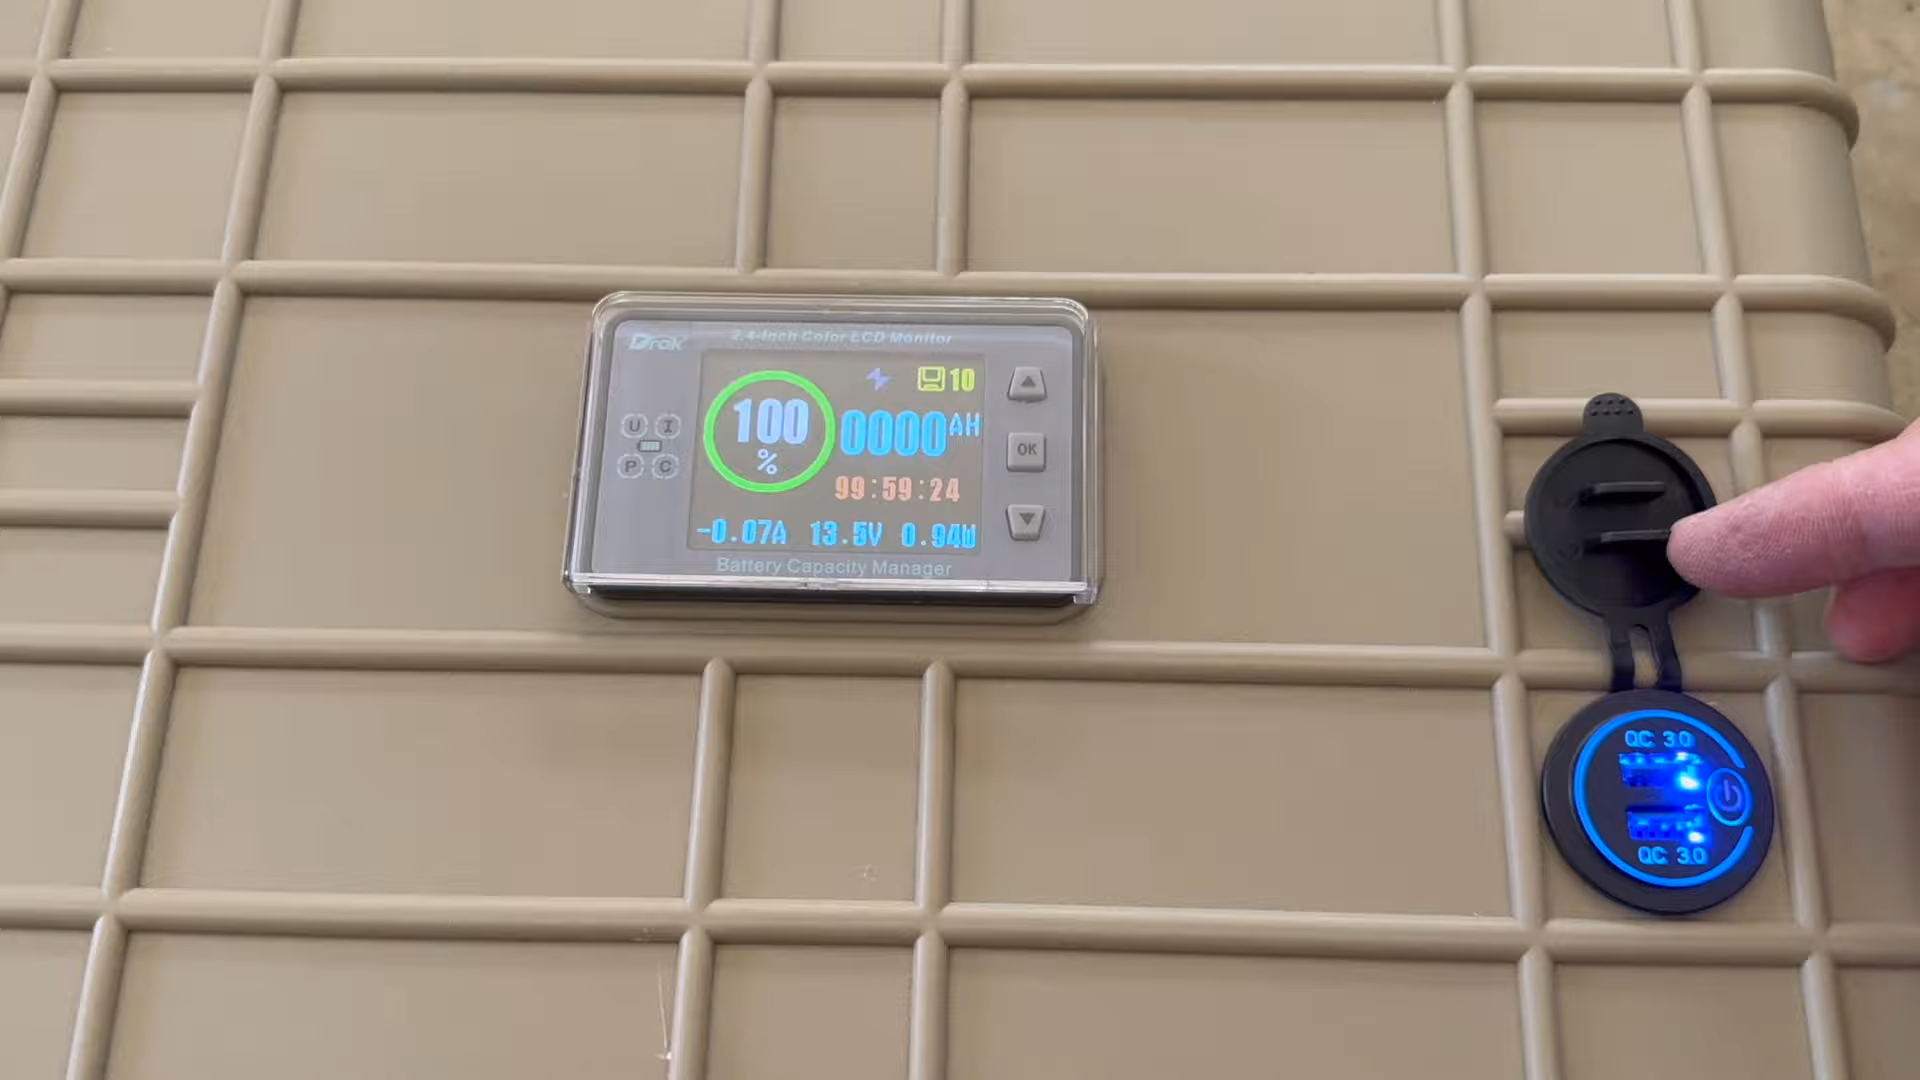 Drok
2.4-inch Color LCD Monitor
10
100
%
0000AH
U I
P C
99:59:24
-0.07A 13.5V 0.94W
Battery Capacity Manager
OK
QC 3.0
QC 3.0